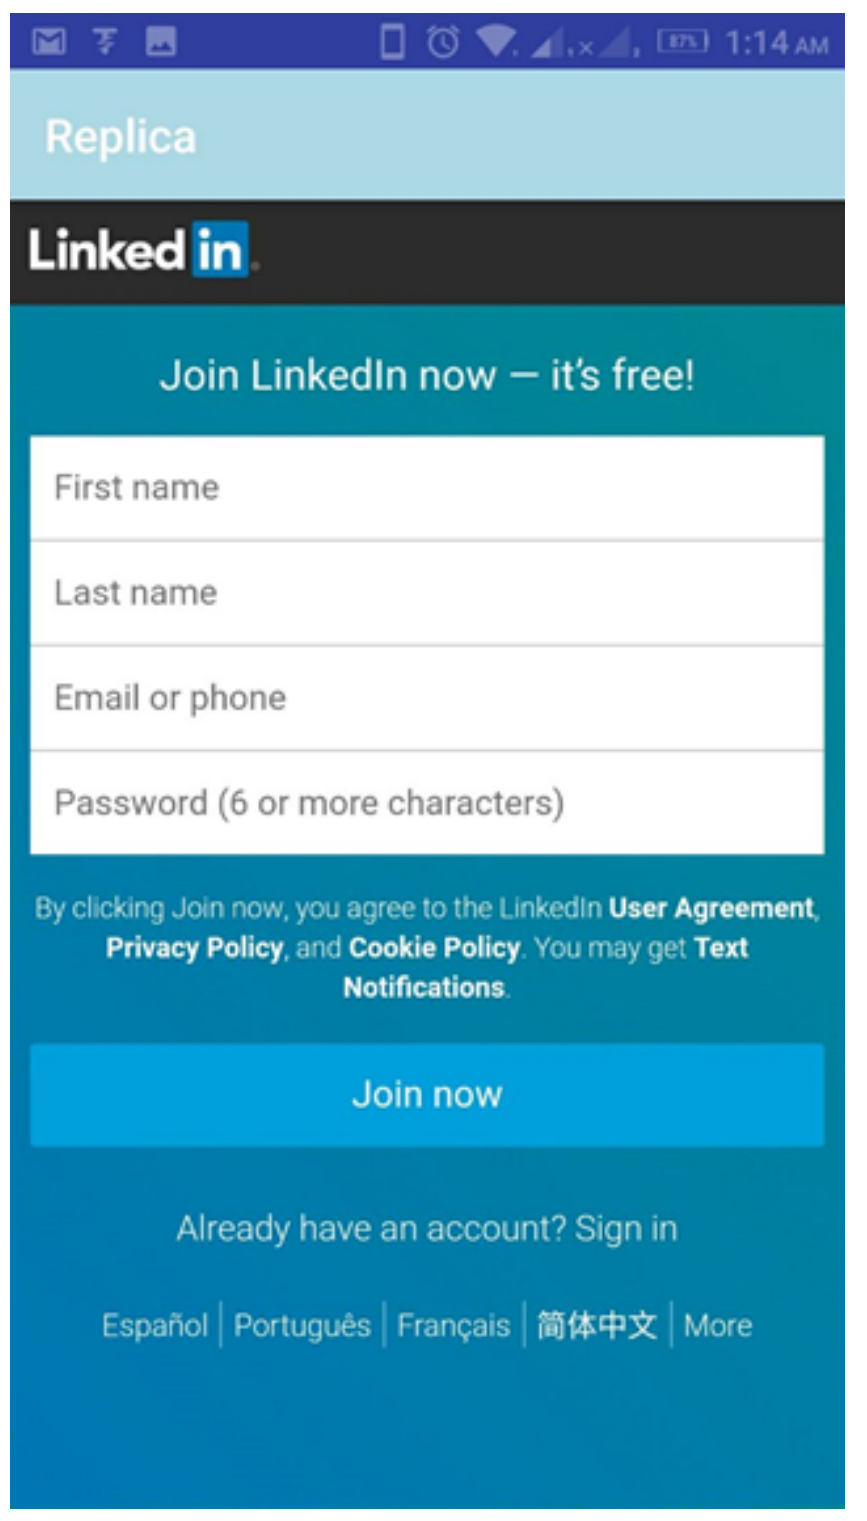 87% 1:14 AM
Replica
Linked in.
Join LinkedIn now — it's free!
First name
Last name
Email or phone
Password (6 or more characters)
By clicking Join now, you agree to the LinkedIn User Agreement,
Privacy Policy, and Cookie Policy. You may get Text
Notifications.
Join now
Already have an account? Sign in
Español | Português | Français | 简体中文 | More